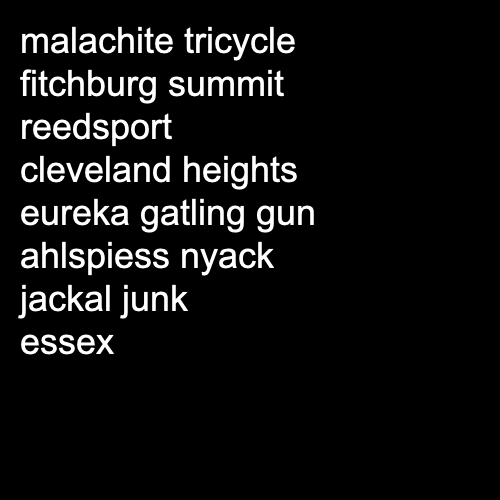 malachite tricycle
fitchburg summit
reedsport
cleveland heights
eureka gatling gun
ahlspiess nyack
jackal junk
essex